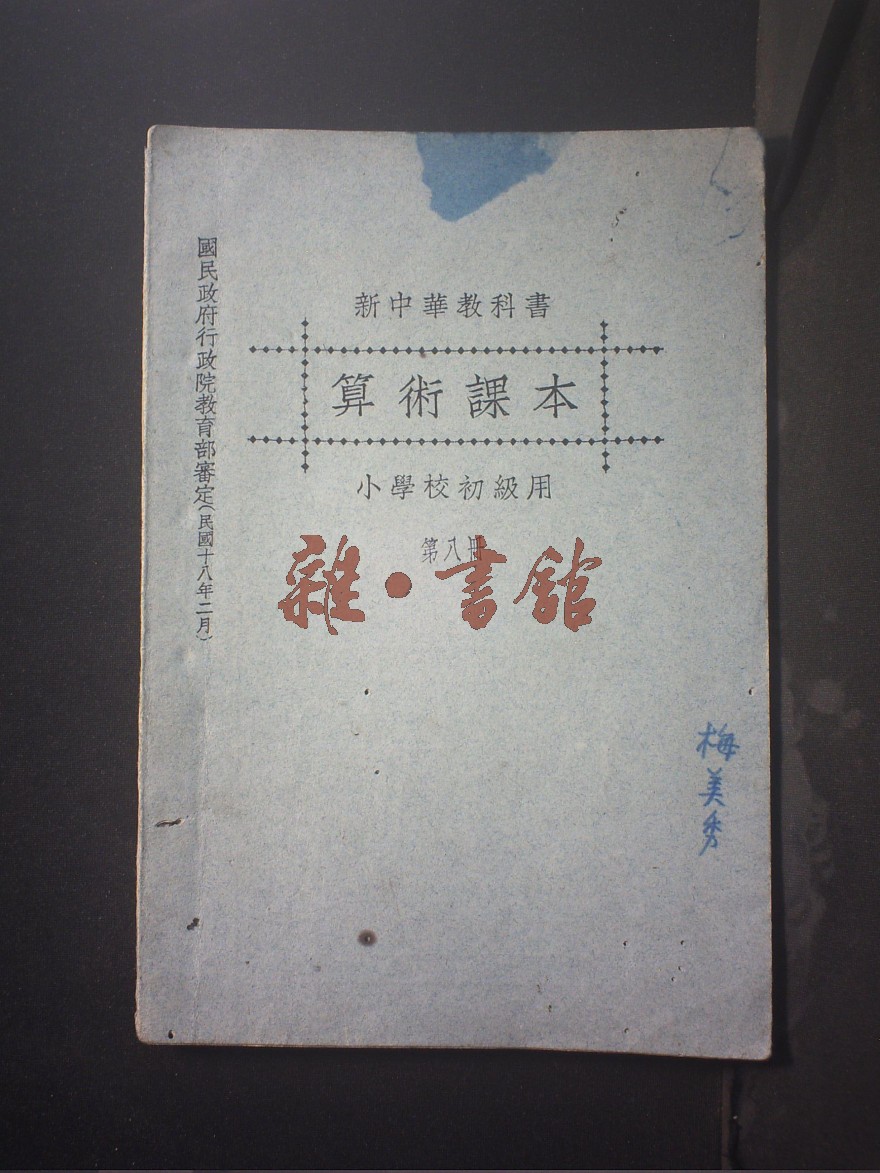 新中華教科書
算術課本
小學校初級用
第八冊
雜·書館
國民政府行政院教育部審定(民國十八年二月)
梅美秀